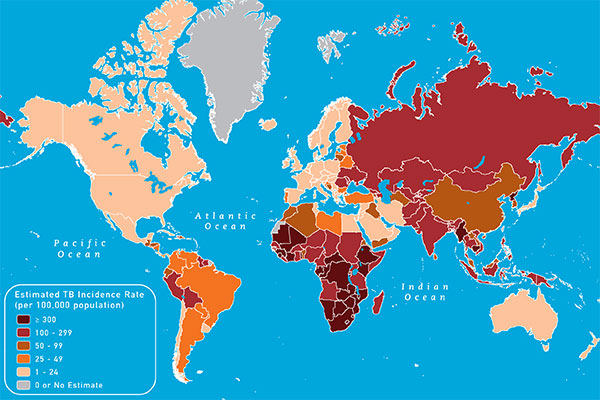 Atlantic
Ocean
Pacific
Ocean
Indian
Ocean
Estimated TB Incidence Rate
(per 100,000 population)
≥ 300
100 - 299
50 - 99
25 - 49
1 - 24
0 or No Estimate